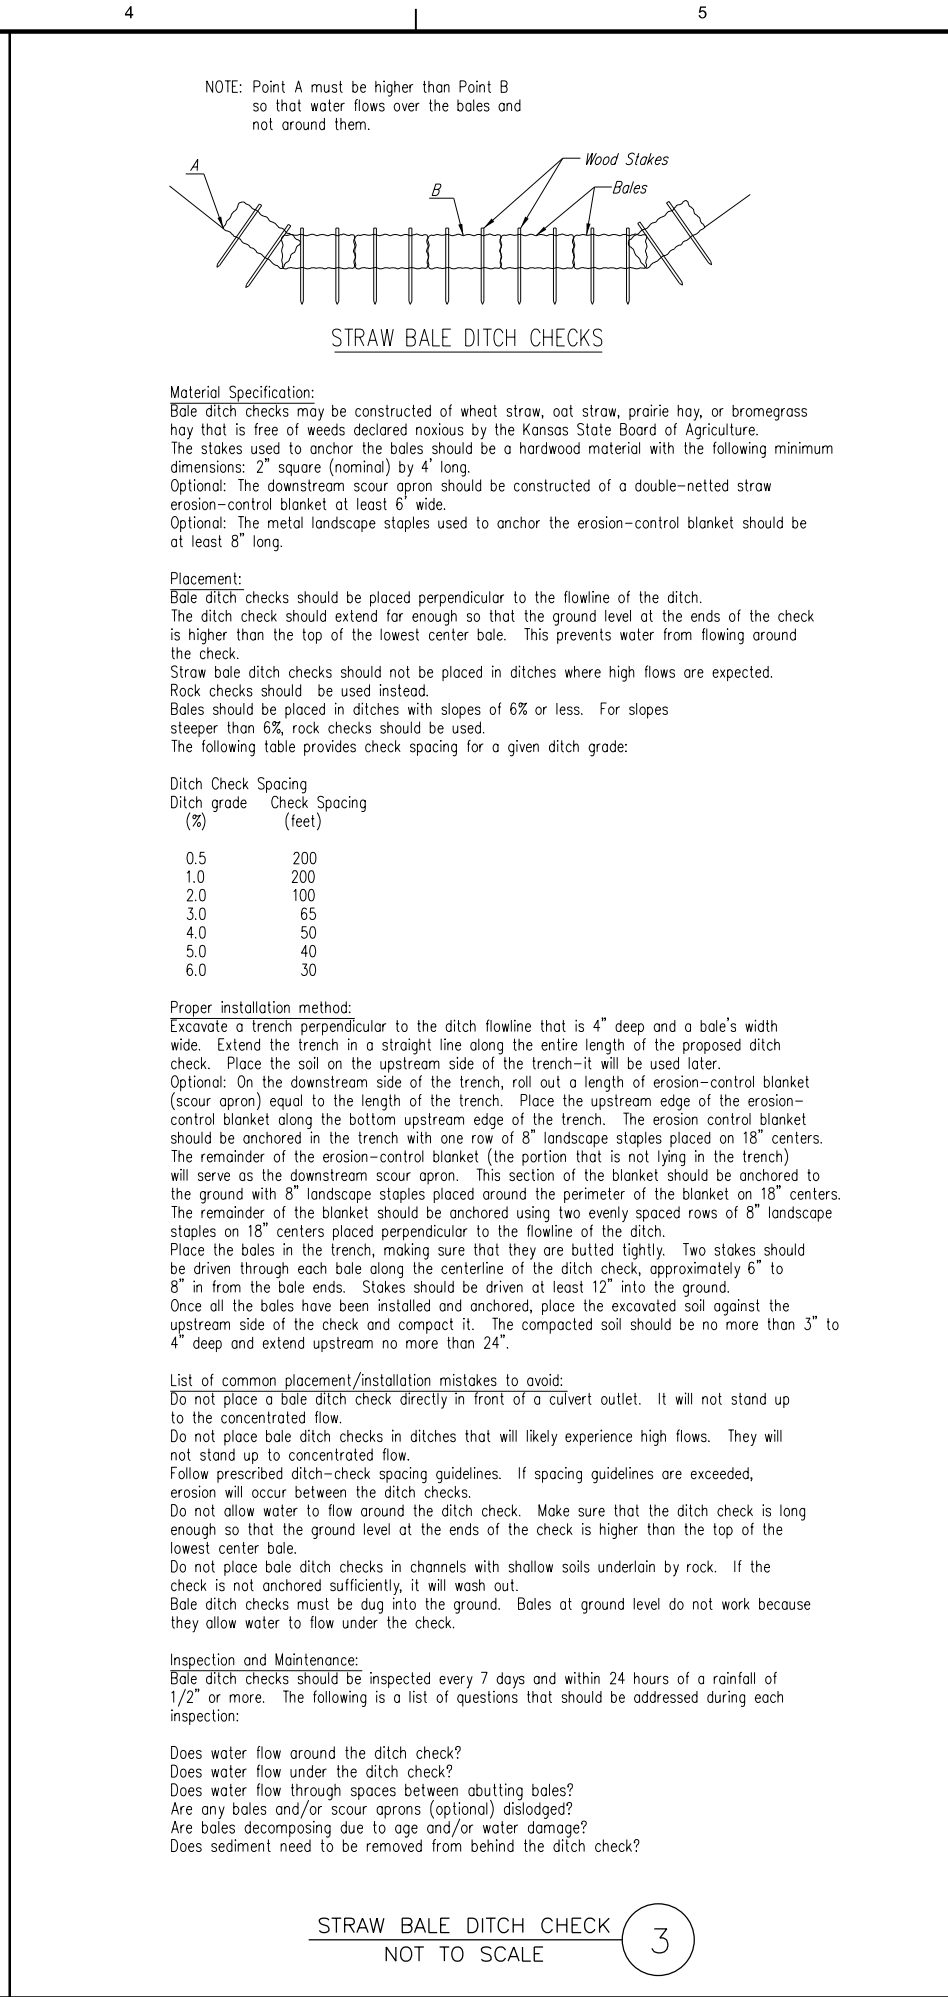 4
5
NOTE: Point A must be higher than Point B
so that water flows over the bales and
not around them.
A
B
Wood Stakes
Bales
STRAW BALE DITCH CHECKS
Material Specification:
Bale ditch checks may be constructed of wheat straw, oat straw, prairie hay, or bromegrass
hay that is free of weeds declared noxious by the Kansas State Board of Agriculture.
The stakes used to anchor the bales should be a hardwood material with the following minimum
dimensions: 2" square (nominal) by 4' long.
Optional: The downstream scour apron should be constructed of a double-netted straw
erosion-control blanket at least 6' wide.
Optional: The metal landscape staples used to anchor the erosion-control blanket should be
at least 8" long.
Placement:
Bale ditch checks should be placed perpendicular to the flowline of the ditch.
The ditch check should extend far enough so that the ground level at the ends of the check
is higher than the top of the lowest center bale. This prevents water from flowing around
the check.
Straw bale ditch checks should not be placed in ditches where high flows are expected.
Rock checks should be used instead.
Bales should be placed in ditches with slopes of 6% or less. For slopes
steeper than 6%, rock checks should be used.
The following table provides check spacing for a given ditch grade:
Ditch Check Spacing
Ditch grade Check Spacing
(%) (feet)
0.5 200
1.0 200
2.0 100
3.0 65
4.0 50
5.0 40
6.0 30
Proper installation method:
Excavate a trench perpendicular to the ditch flowline that is 4" deep and a bale's width
wide. Extend the trench in a straight line along the entire length of the proposed ditch
check. Place the soil on the upstream side of the trench-it will be used later.
Optional: On the downstream side of the trench, roll out a length of erosion-control blanket
(scour apron) equal to the length of the trench. Place the upstream edge of the erosion-
control blanket along the bottom upstream edge of the trench. The erosion control blanket
should be anchored in the trench with one row of 8" landscape staples placed on 18" centers.
The remainder of the erosion-control blanket (the portion that is not lying in the trench)
will serve as the downstream scour apron. This section of the blanket should be anchored to
the ground with 8" landscape staples placed around the perimeter of the blanket on 18" centers.
The remainder of the blanket should be anchored using two evenly spaced rows of 8" landscape
staples on 18" centers placed perpendicular to the flowline of the ditch.
Place the bales in the trench, making sure that they are butted tightly. Two stakes should
be driven through each bale along the centerline of the ditch check, approximately 6" to
8" in from the bale ends. Stakes should be driven at least 12" into the ground.
Once all the bales have been installed and anchored, place the excavated soil against the
upstream side of the check and compact it. The compacted soil should be no more than 3" to
4" deep and extend upstream no more than 24".
List of common placement/installation mistakes to avoid:
Do not place a bale ditch check directly in front of a culvert outlet. It will not stand up
to the concentrated flow.
Do not place bale ditch checks in ditches that will likely experience high flows. They will
not stand up to concentrated flow.
Follow prescribed ditch-check spacing guidelines. If spacing guidelines are exceeded,
erosion will occur between the ditch checks.
Do not allow water to flow around the ditch check. Make sure that the ditch check is long
enough so that the ground level at the ends of the check is higher than the top of the
lowest center bale.
Do not place bale ditch checks in channels with shallow soils underlain by rock. If the
check is not anchored sufficiently, it will wash out.
Bale ditch checks must be dug into the ground. Bales at ground level do not work because
they allow water to flow under the check.
Inspection and Maintenance:
Bale ditch checks should be inspected every 7 days and within 24 hours of a rainfall of
1/2" or more. The following is a list of questions that should be addressed during each
inspection:
Does water flow around the ditch check?
Does water flow under the ditch check?
Does water flow through spaces between abutting bales?
Are any bales and/or scour aprons (optional) dislodged?
Are bales decomposing due to age and/or water damage?
Does sediment need to be removed from behind the ditch check?
STRAW BALE DITCH CHECK
NOT TO SCALE
3